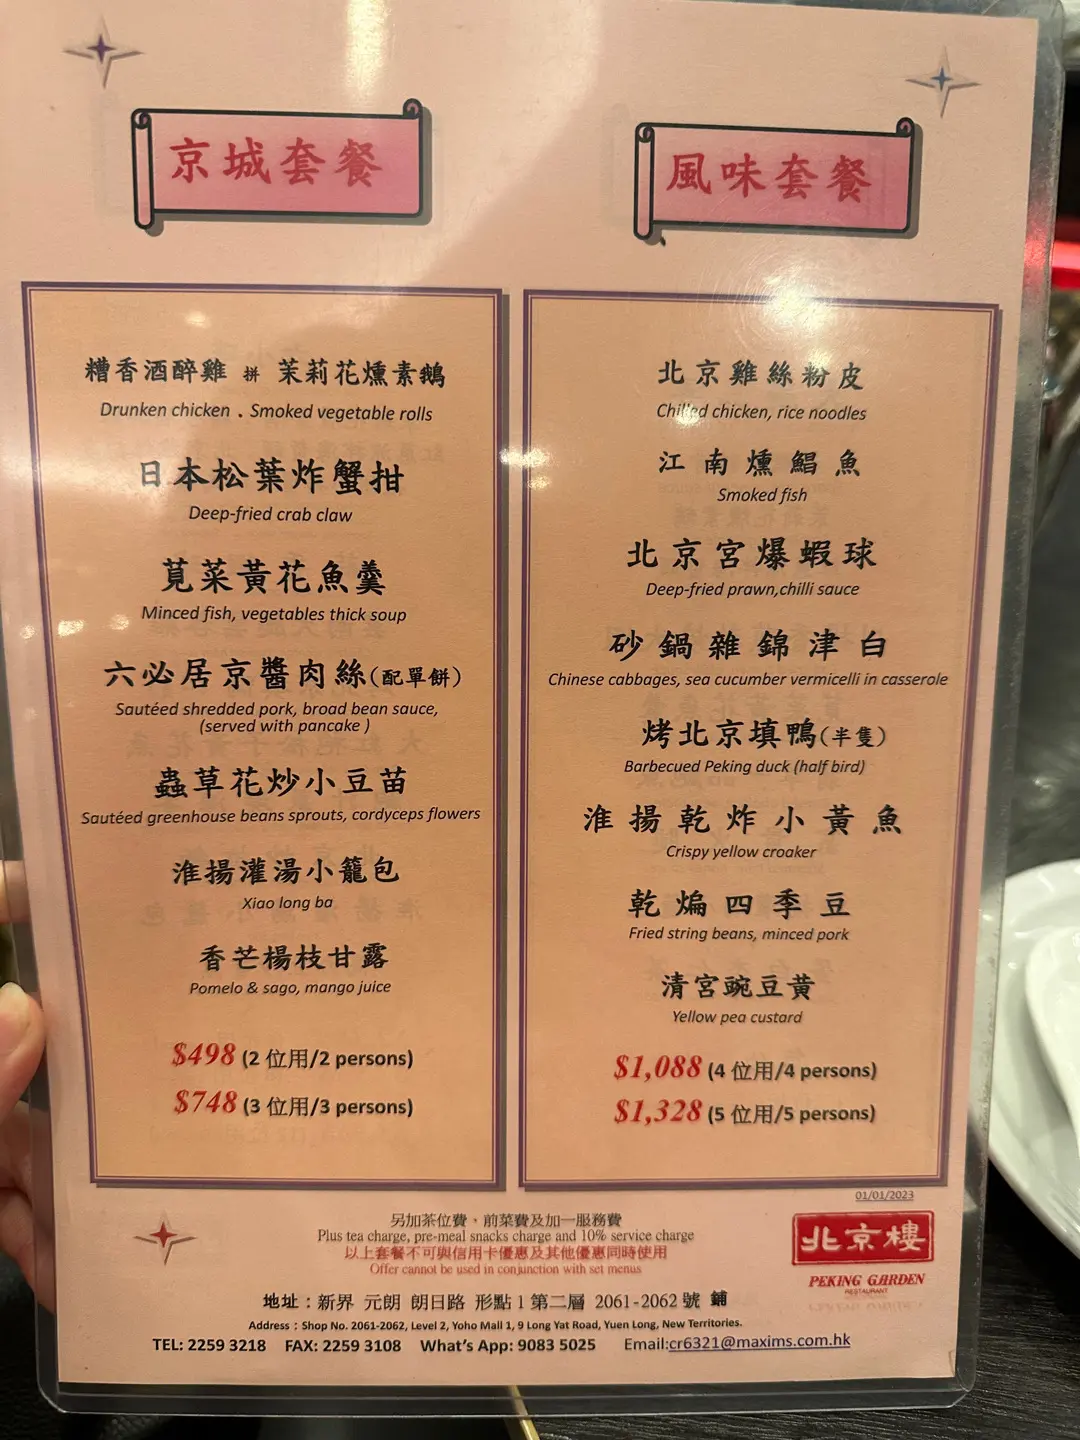 京城套餐
糟香酒醉雞 拼 茉莉花燻素鵝
Drunken chicken . Smoked vegetable rolls
日本松葉炸蟹拑
Deep-fried crab claw
莧菜黃花魚羹
Minced fish, vegetables thick soup
六必居京醬肉絲(配單餅)
Sautéed shredded pork, broad bean sauce,
(served with pancake )
蟲草花炒小豆苗
Sautéed greenhouse beans sprouts, cordyceps flowers
淮揚灌湯小籠包
Xiao long ba
香芒楊枝甘露
Pomelo & sago, mango juice
$498 (2 位用/2 persons)
$748 (3 位用/3 persons)
風味套餐
北京雞絲粉皮
Chilled chicken, rice noodles
江南燻鯧魚
Smoked fish
北京宮爆蝦球
Deep-fried prawn,chilli sauce
砂鍋雜錦津白
Chinese cabbages, sea cucumber vermicelli in casserole
烤北京填鴨(半隻)
Barbecued Peking duck (half bird)
淮揚乾炸小黃魚
Crispy yellow croaker
乾煸四季豆
Fried string beans, minced pork
清宮豌豆黃
Yellow pea custard
$1,088 (4 位用/4 persons)
$1,328 (5 位用/5 persons)
01/01/2023
另加茶位費，前菜費及加一服務費
Plus tea charge, pre-meal snacks charge and 10% service charge
以上套餐不可與信用卡優惠及其他優惠同時使用
Offer cannot be used in conjunction with set menus
北京樓
PEKING GARDEN
RESTAURANT
地址：新界 元朗 朗日路 形點 1 第二層 2061-2062 號 鋪
Address : Shop No. 2061-2062, Level 2, Yoho Mall 1, 9 Long Yat Road, Yuen Long, New Territories.
TEL: 2259 3218 FAX: 2259 3108 What's App: 9083 5025 Email:cr6321@maxims.com.hk